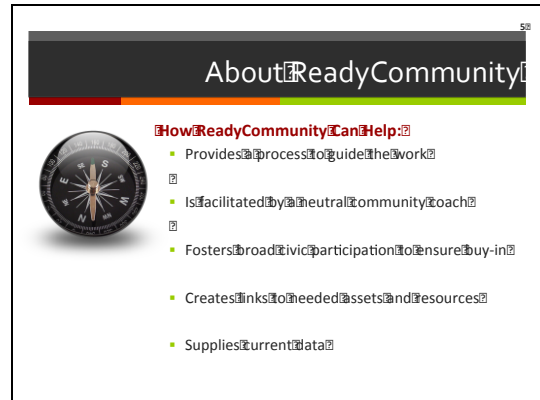 5
About ReadyCommunity
How ReadyCommunity Can Help:
▪ Provides a process to guide the work
▪ Is facilitated by a neutral community coach
▪ Fosters broad civic participation to ensure buy-in
▪ Creates links to needed assets and resources
▪ Supplies current data
S
E
W
N